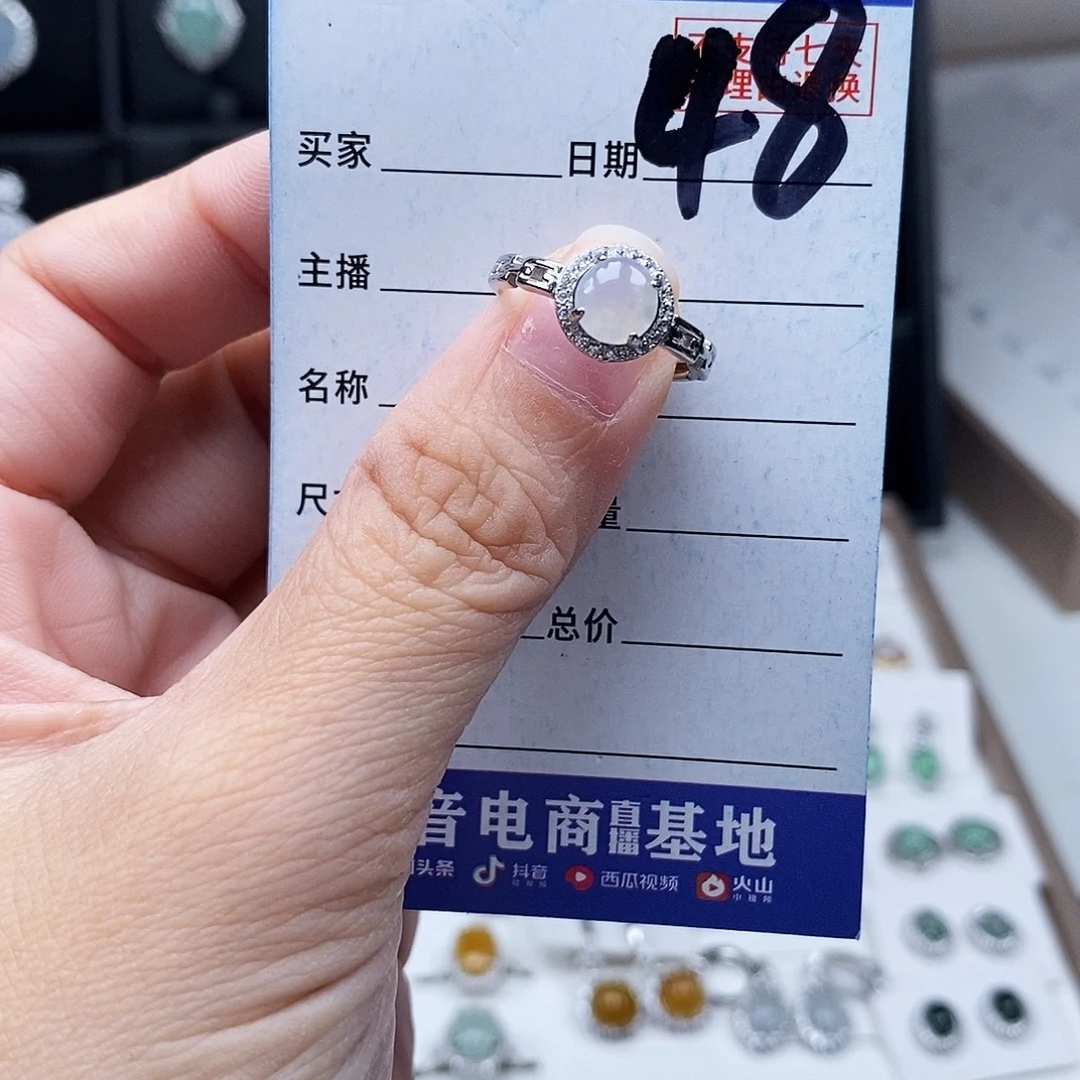 48
买家 日期
主播
名称
量
总价
音电商直播基地
头条 抖音 西瓜视频 火山